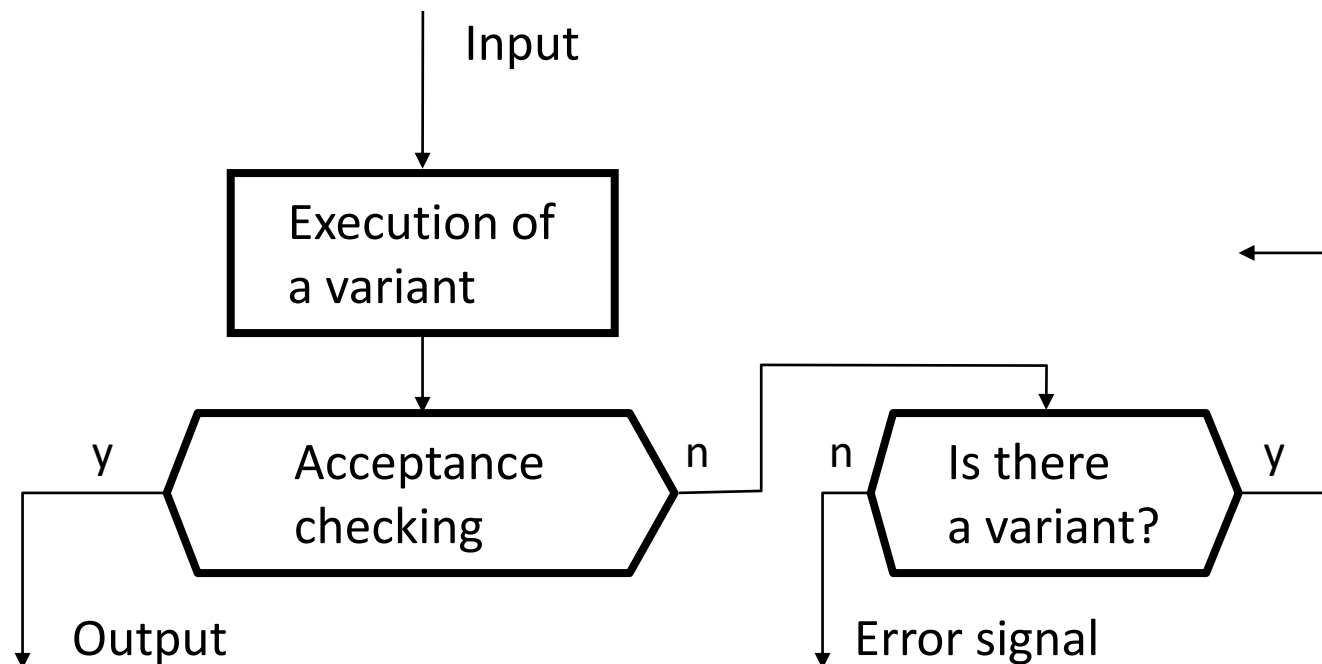 Input
Execution of
a variant
y
Acceptance
checking
n
n
Is there
a variant?
y
Output
Error signal